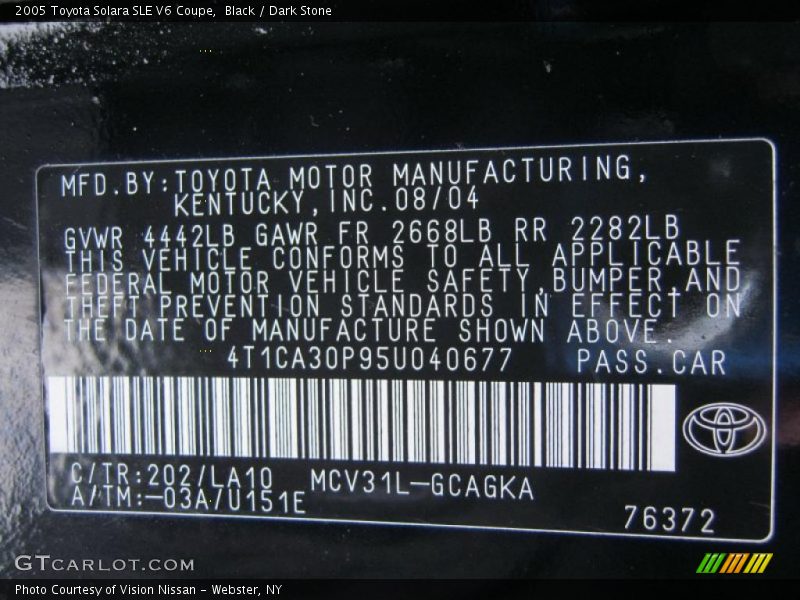 2005 Toyota Solara SLE V6 Coupe,  Black / Dark Stone
MFD.BY:TOYOTA MOTOR MANUFACTURING,
KENTUCKY,INC.08/04
GVWR 4442LB GAWR FR 2668LB RR 2282LB
THIS VEHICLE CONFORMS TO ALL APPLICABLE
FEDERAL MOTOR VEHICLE SAFETY,BUMPER,AND
THEFT PREVENTION STANDARDS IN EFFECT ON
THE DATE OF MANUFACTURE SHOWN ABOVE.
4T1CA30P95U040677 PASS.CAR
C/TR:202/LA10 MCV31L-GCAGKA
A/TM:-03A/U151E
76372
GTCARLOT.COM
Photo Courtesy of Vision Nissan - Webster, NY